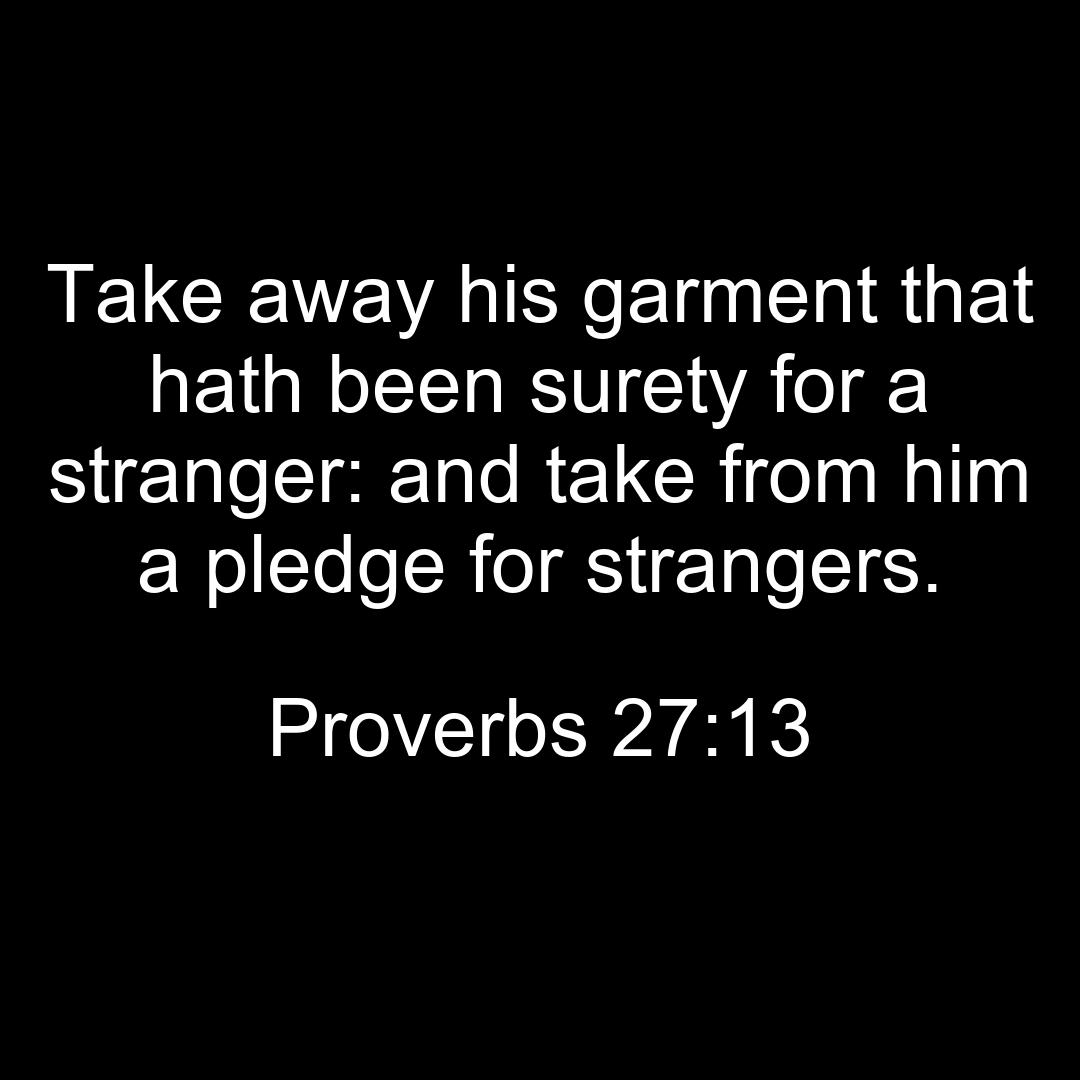 Take away his garment that
hath been surety for a
stranger: and take from him
a pledge for strangers.
Proverbs 27:13